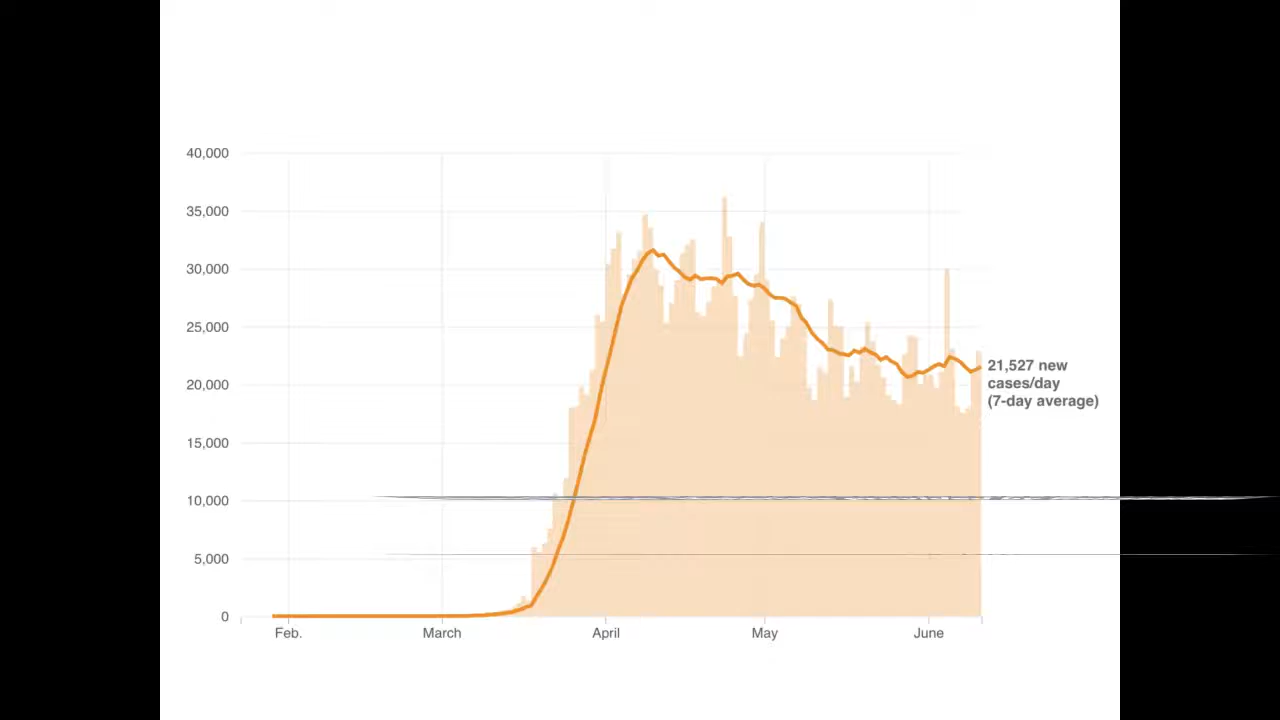 40,000
35,000
30,000
25,000
20,000
15,000
10,000
5,000
0
Feb. March April May June
21,527 new
cases/day
(7-day average)